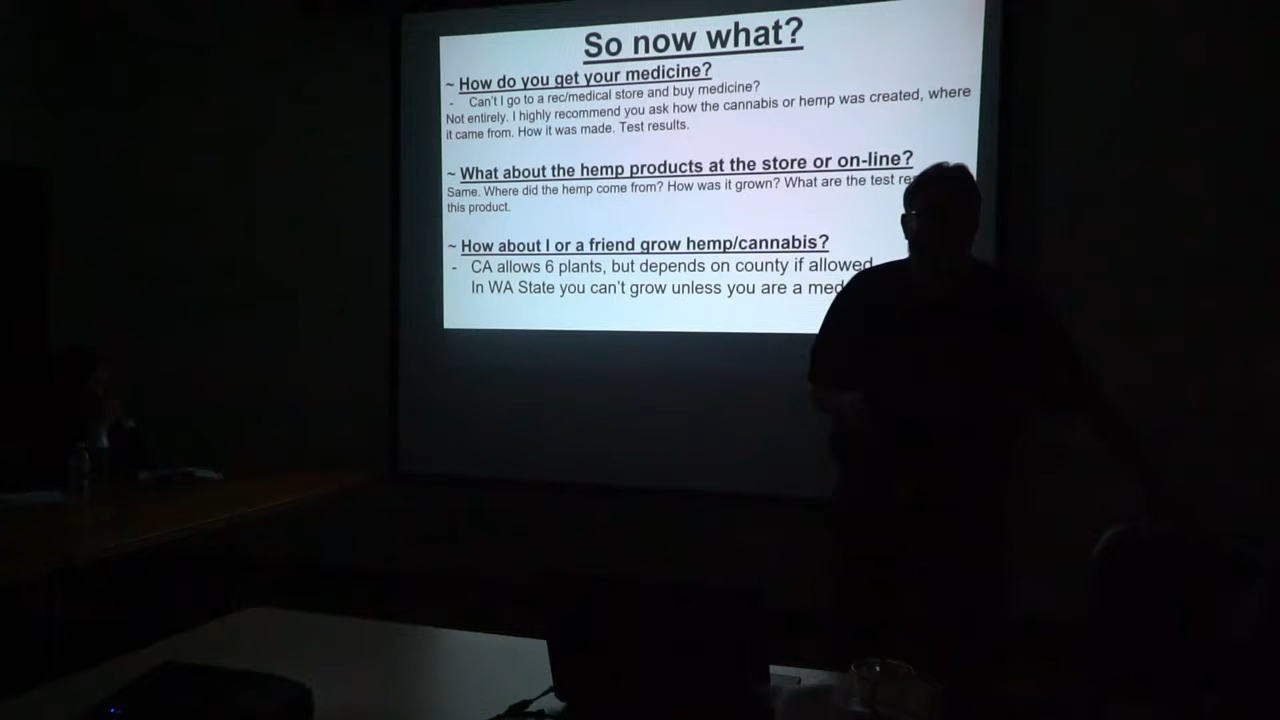 So now what?
~ How do you get your medicine?
- Can't I go to a rec/medical store and buy medicine?
Not entirely. I highly recommend you ask how the cannabis or hemp was created, where
it came from. How it was made. Test results.
~ What about the hemp products at the store or on-line?
Same. Where did the hemp come from? How was it grown? What are the test
this product.
~ How about I or a friend grow hemp/cannabis?
- CA allows 6 plants, but depends on county if allowed
In WA State you can't grow unless you are a